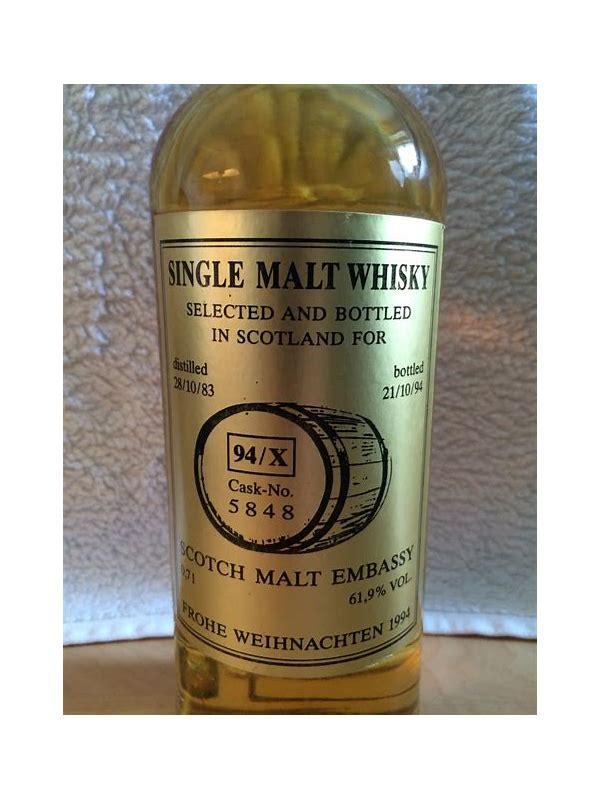 SINGLE MALT WHISKY
SELECTED AND BOTTLED
IN SCOTLAND FOR
distilled
28/10/83
bottled
21/10/94
94/X
Cask-No.
5848
SCOTCH MALT EMBASSY
0,7l
61,9% VOL.
FROHE WEIHNACHTEN 1994